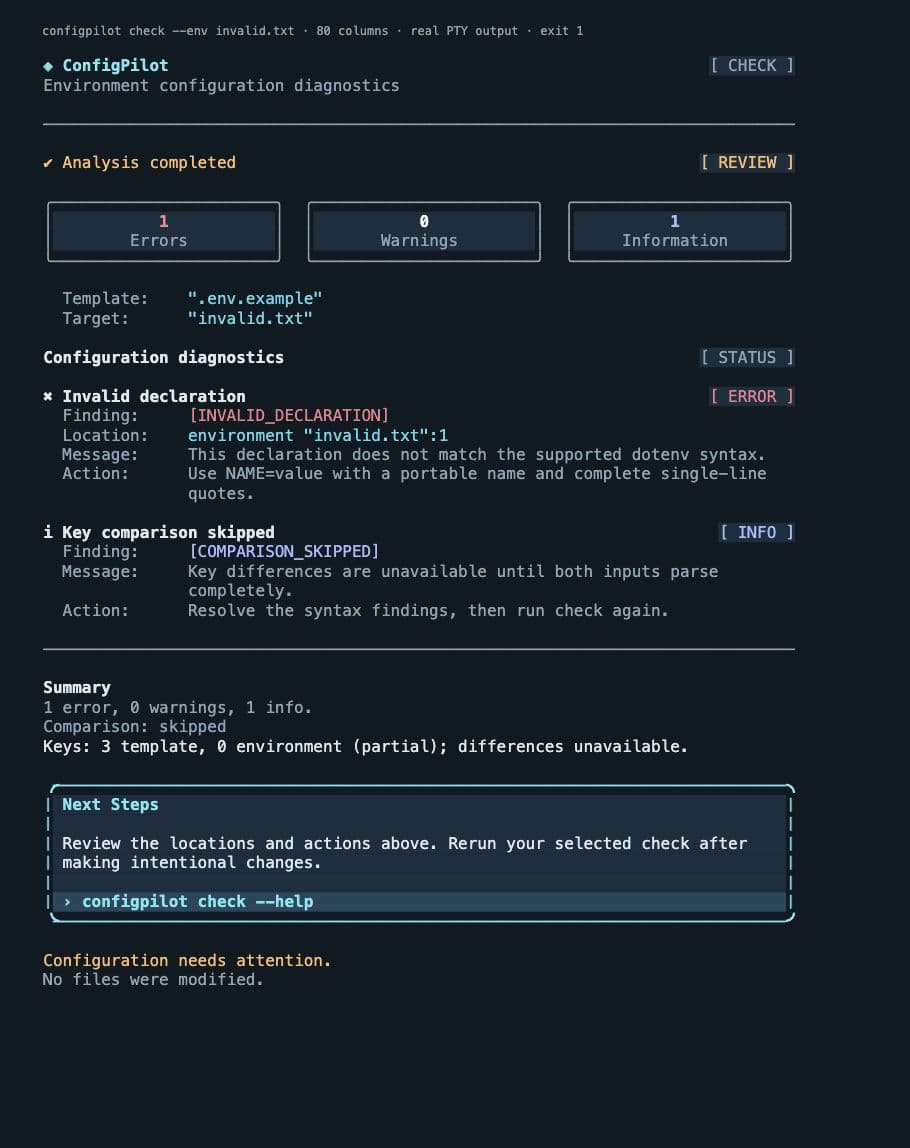 configpilot check --env invalid.txt · 80 columns · real PTY output · exit 1
◆ ConfigPilot [ CHECK ]
Environment configuration diagnostics
✔ Analysis completed [ REVIEW ]
1 0 1
Errors Warnings Information
Template: ".env.example"
Target: "invalid.txt"
Configuration diagnostics [ STATUS ]
✖ Invalid declaration [ ERROR ]
Finding: [INVALID_DECLARATION]
Location: environment "invalid.txt":1
Message: This declaration does not match the supported dotenv syntax.
Action: Use NAME=value with a portable name and complete single-line
quotes.
i Key comparison skipped [ INFO ]
Finding: [COMPARISON_SKIPPED]
Message: Key differences are unavailable until both inputs parse
completely.
Action: Resolve the syntax findings, then run check again.
Summary
1 error, 0 warnings, 1 info.
Comparison: skipped
Keys: 3 template, 0 environment (partial); differences unavailable.
Next Steps
Review the locations and actions above. Rerun your selected check after
making intentional changes.
› configpilot check --help
Configuration needs attention.
No files were modified.